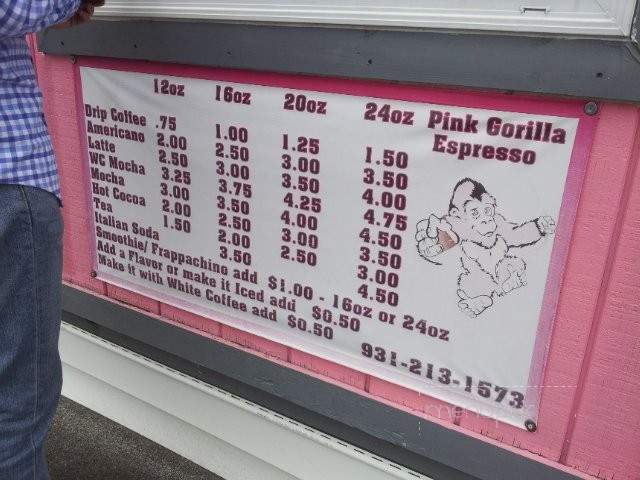 12oz 16oz 20oz 24oz Pink Gorilla
Espresso
Drip Coffee .75 1.00 1.25 1.50
Americano 2.00 2.50 3.00 3.50
Latte 2.50 3.00 3.50 4.00
WC Mocha 3.25 3.75 4.25 4.75
Mocha 3.00 3.50 4.00 4.50
Hot Cocoa 2.00 2.50 3.00 3.50
Tea 1.50 2.00 2.50 3.00
Italian Soda 3.50 4.50
Smoothie/ Frappachino add $1.00 - 16oz or 24oz
Add a Flavor or make it Iced add $0.50
Make it with White Coffee add $0.50
931-213-1573